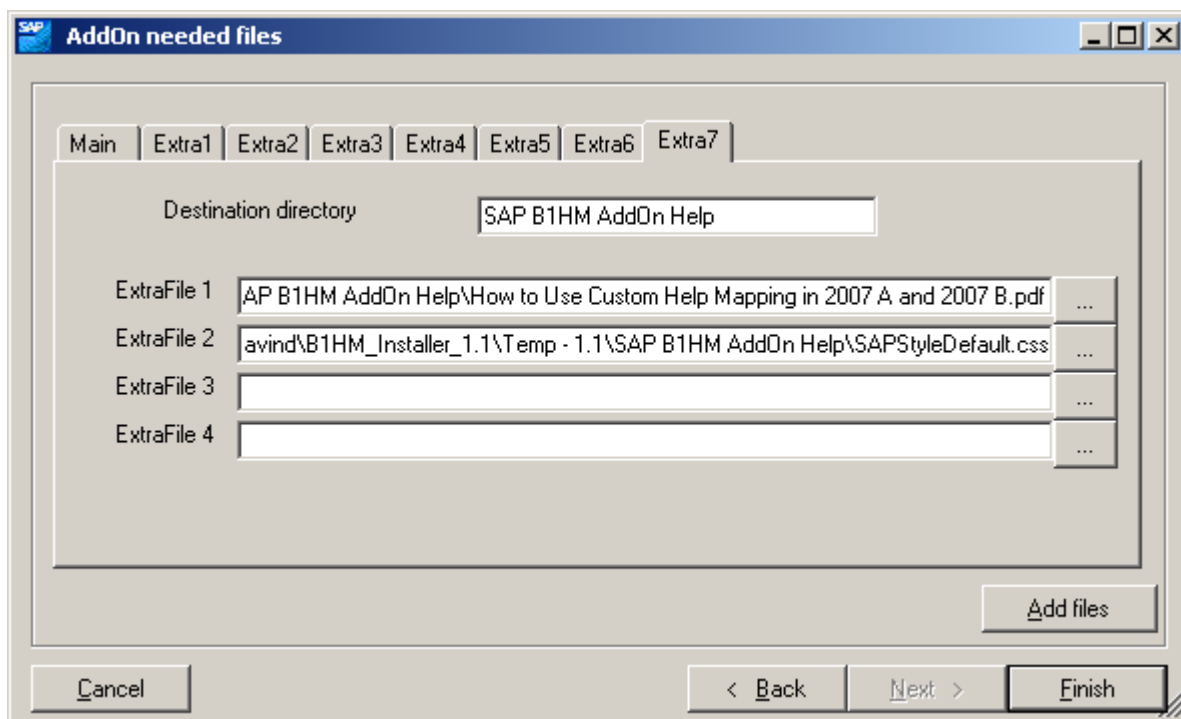 SAP AddOn needed files
Main Extra1 Extra2 Extra3 Extra4 Extra5 Extra6 Extra7
Destination directory SAP B1HM AddOn Help
ExtraFile 1 AP B1HM AddOn Help\How to Use Custom Help Mapping in 2007 A and 2007 B.pdf ...
ExtraFile 2 avind\B1HM_Installer_1.1\Temp - 1.1\SAP B1HM AddOn Help\SAPStyleDefault.css ...
ExtraFile 3 ...
ExtraFile 4 ...
Add files
Cancel < Back Next > Finish